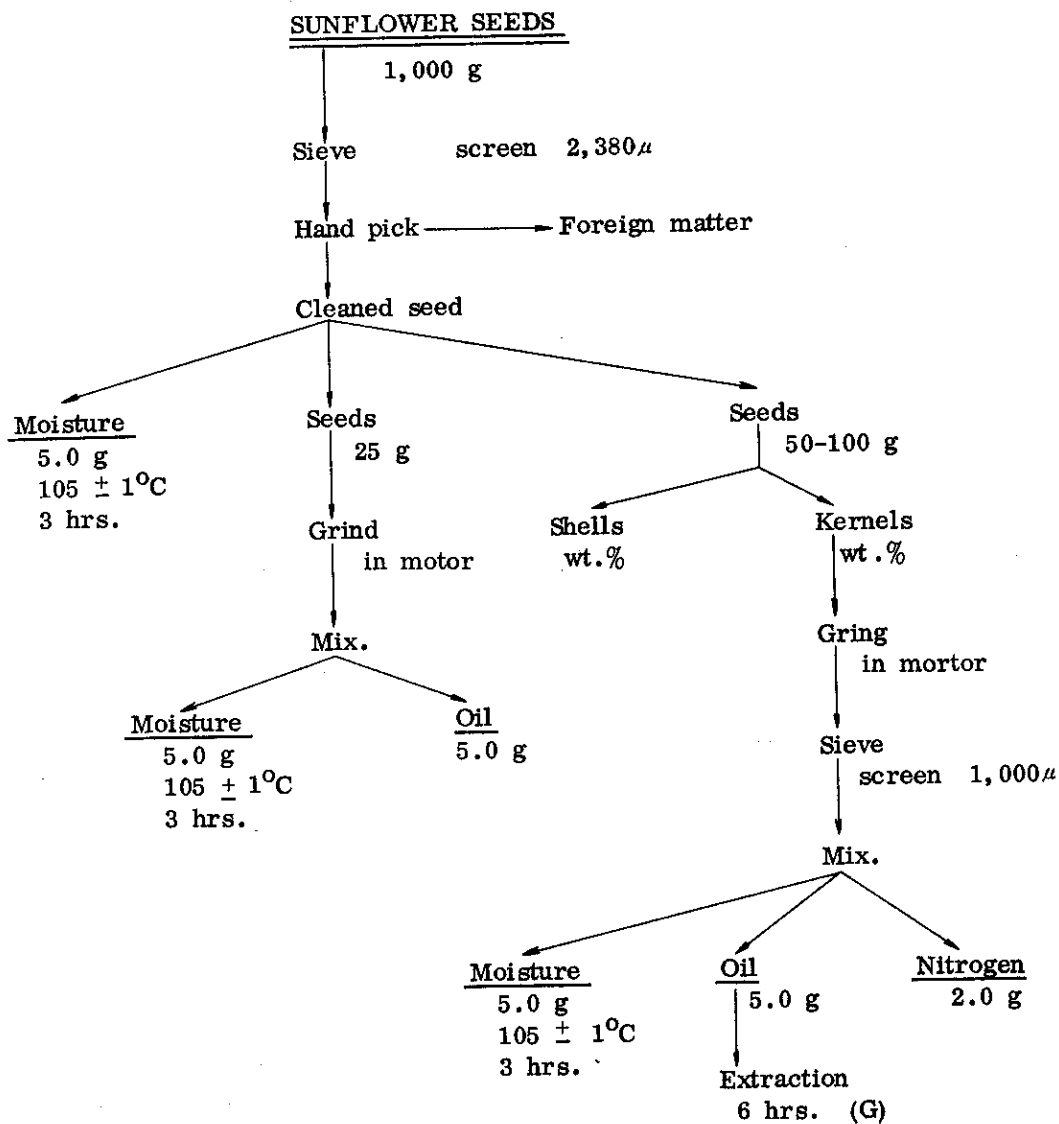 SUNFLOWER SEEDS
1,000 g
Sieve screen 2,380μ
Hand pick Foreign matter
Cleaned seed
Moisture
5.0 g
105 ± 1°C
3 hrs.
Seeds
25 g
Grind
in motor
Mix.
Moisture
5.0 g
105 ± 1°C
3 hrs.
Oil
5.0 g
Seeds
50-100 g
Shells
wt.%
Kernels
wt.%
Gring
in mortor
Sieve
screen 1,000μ
Mix.
Moisture
5.0 g
105 ± 1°C
3 hrs.
Oil
5.0 g
Extraction
6 hrs. (G)
Nitrogen
2.0 g